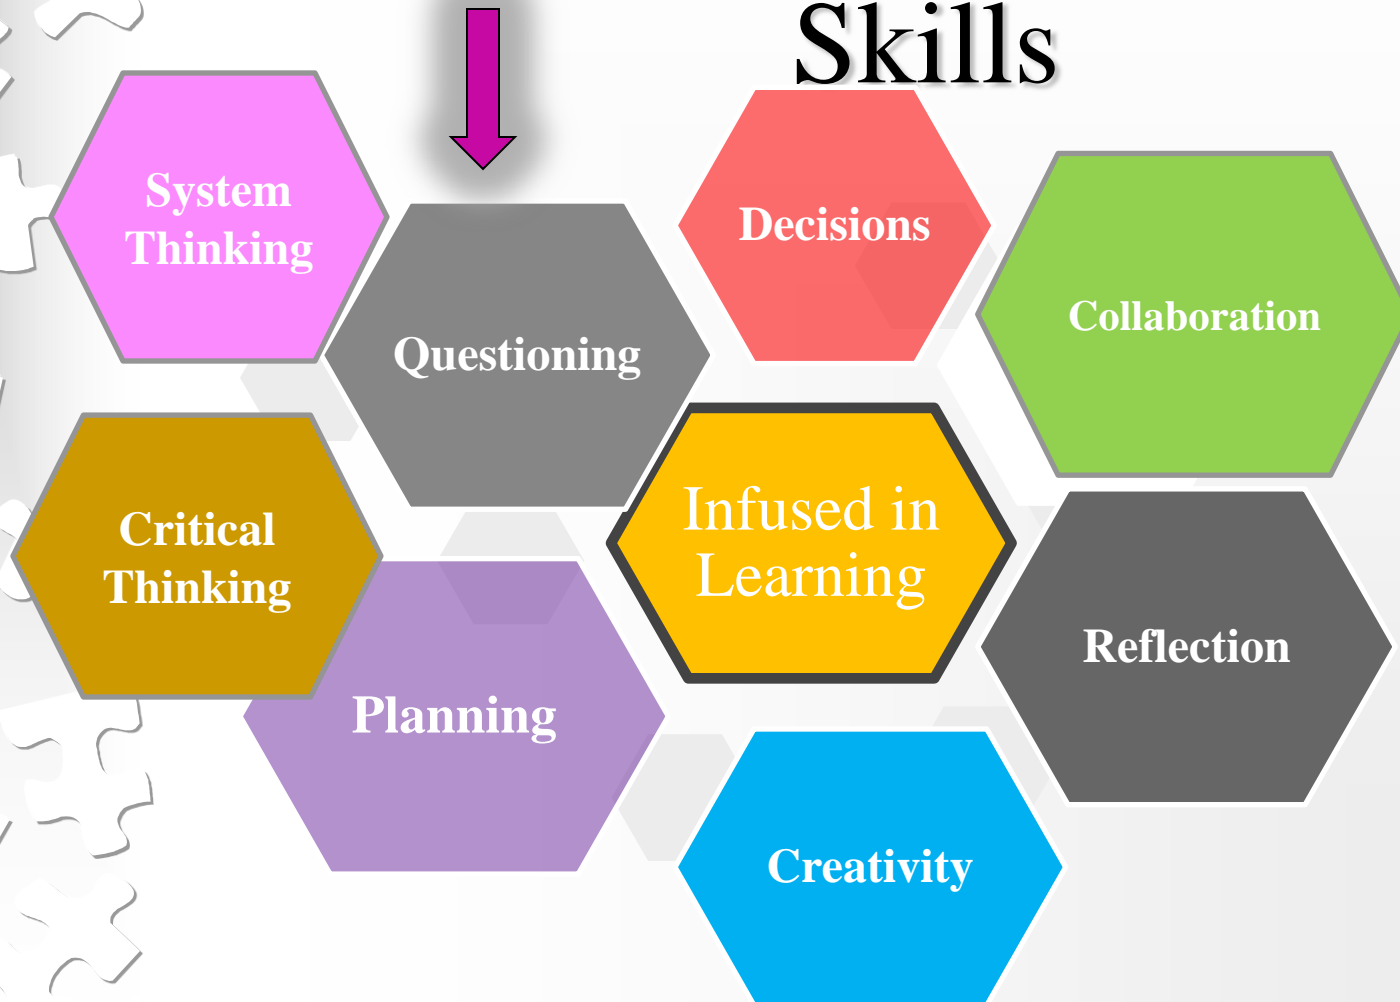 Skills
System
Thinking
Decisions
Collaboration
Questioning
Infused in
Learning
Critical
Thinking
Reflection
Planning
Creativity